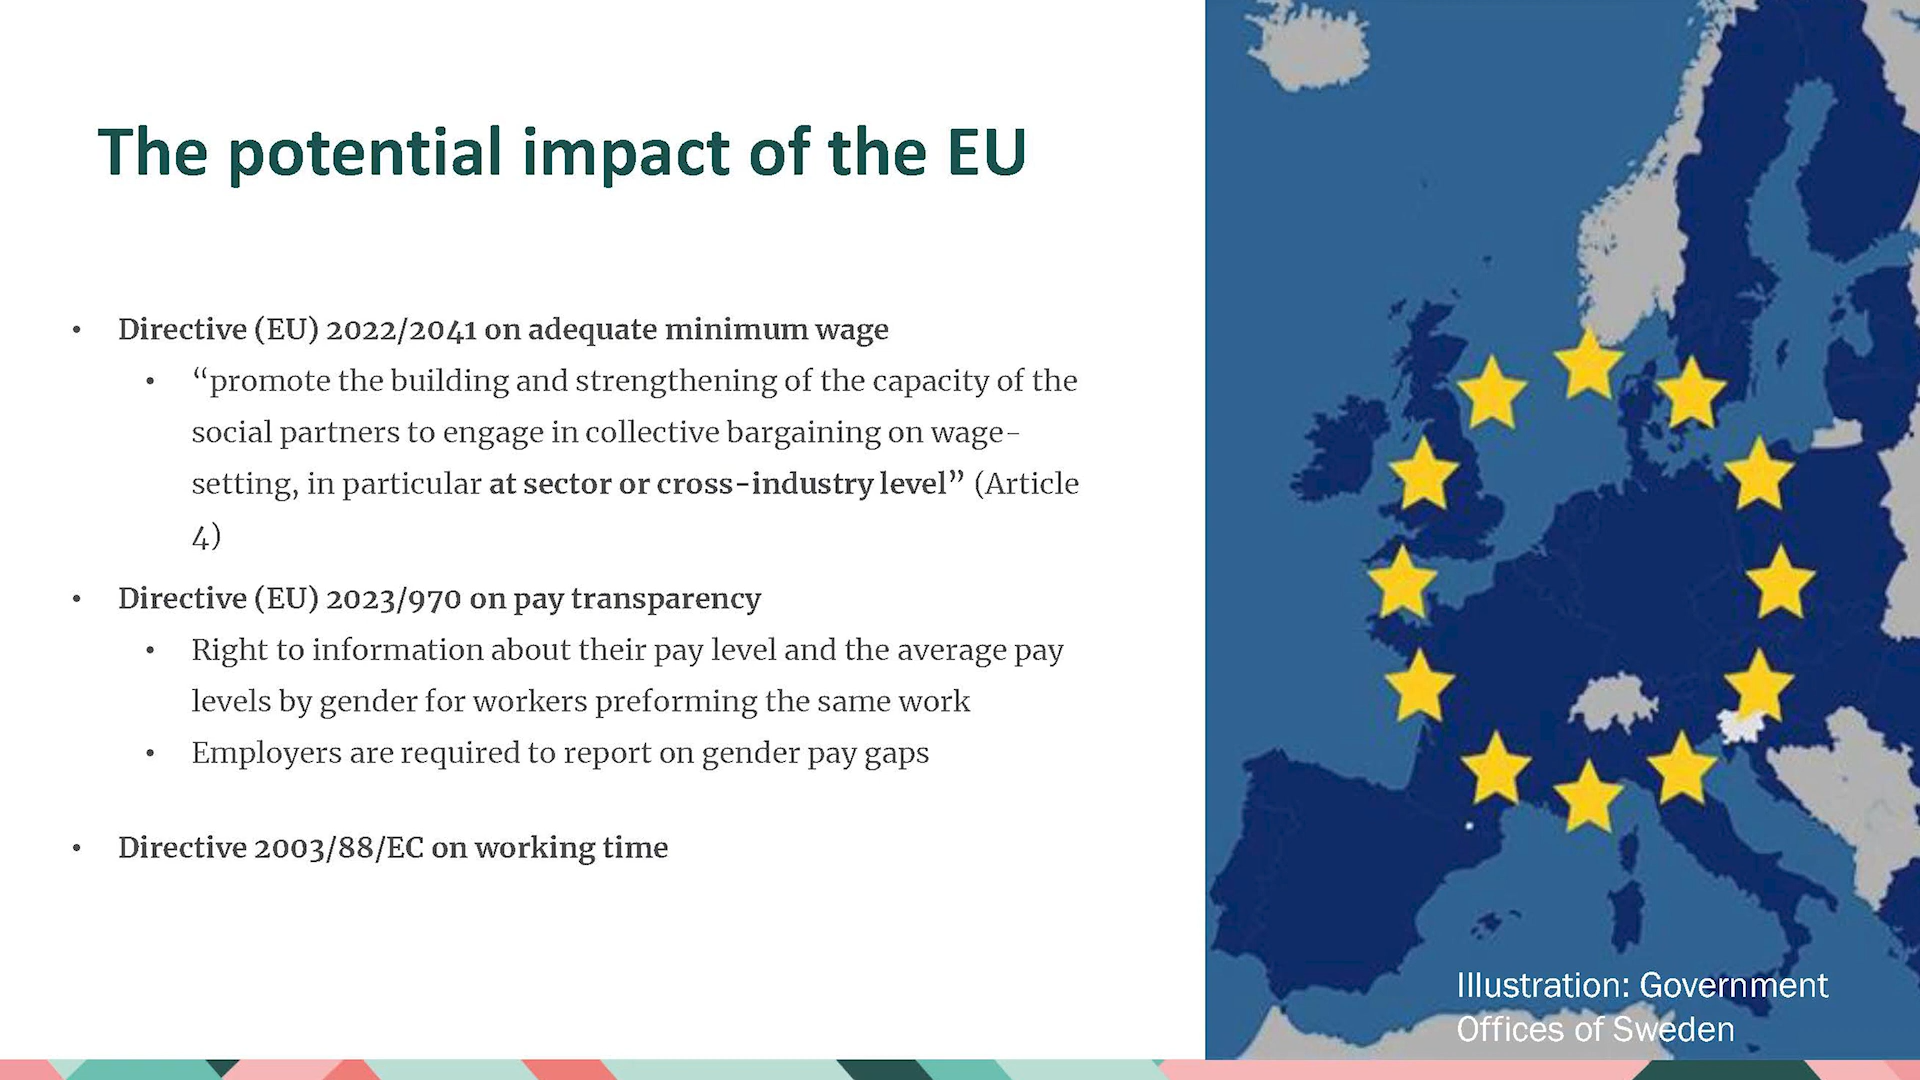 The potential impact of the EU
• Directive (EU) 2022/2041 on adequate minimum wage
• “promote the building and strengthening of the capacity of the
social partners to engage in collective bargaining on wage-
setting, in particular at sector or cross-industry level” (Article
4)
• Directive (EU) 2023/970 on pay transparency
• Right to information about their pay level and the average pay
levels by gender for workers preforming the same work
• Employers are required to report on gender pay gaps
• Directive 2003/88/EC on working time
Illustration: Government
Offices of Sweden